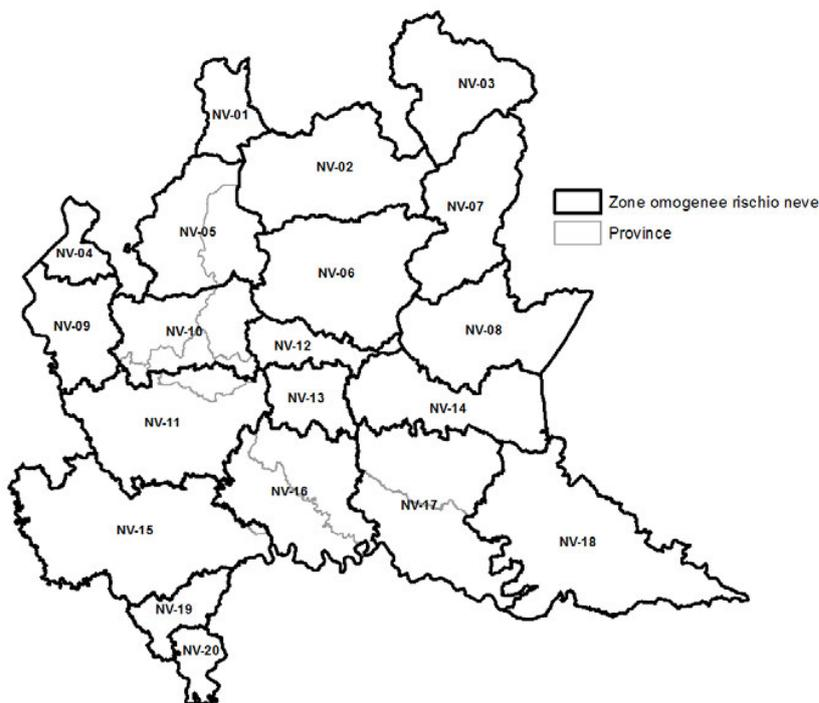 NV-03
NV-01
NV-02
Zone omogenee rischio neve
NV-07
NV-05
Province
NV-04
NV-06
NV-09
NV-10
NV-08
NV-12
NV-13
NV-14
NV-11
NV-16
NV-17
NV-15
NV-18
NV-19
NV-20